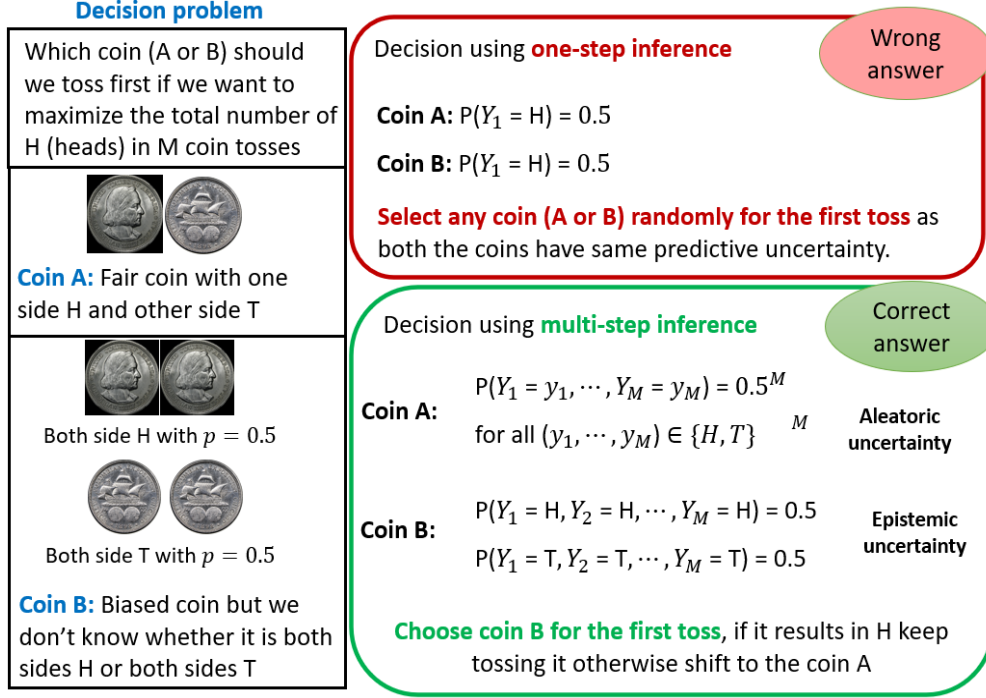 Decision problem
Which coin (A or B) should
we toss first if we want to
maximize the total number of
H (heads) in M coin tosses
Coin A: Fair coin with one
side H and other side T
Both side H with p = 0.5
Both side T with p = 0.5
Coin B: Biased coin but we
don't know whether it is both
sides H or both sides T
Decision using one-step inference
Wrong
answer
Coin A: P(Y₁ = H) = 0.5
Coin B: P(Y₁ = H) = 0.5
Select any coin (A or B) randomly for the first toss as
both the coins have same predictive uncertainty.
Decision using multi-step inference
Correct
answer
Coin A:
P(Y₁ = y₁, ⋯ , Y_M = y_M) = 0.5^M
for all (y₁, ⋯ , y_M) ∈ {H, T} ^M
Aleatoric
uncertainty
Coin B:
P(Y₁ = H, Y₂ = H, ⋯ , Y_M = H) = 0.5
P(Y₁ = T, Y₂ = T, ⋯ , Y_M = T) = 0.5
Epistemic
uncertainty
Choose coin B for the first toss, if it results in H keep
tossing it otherwise shift to the coin A